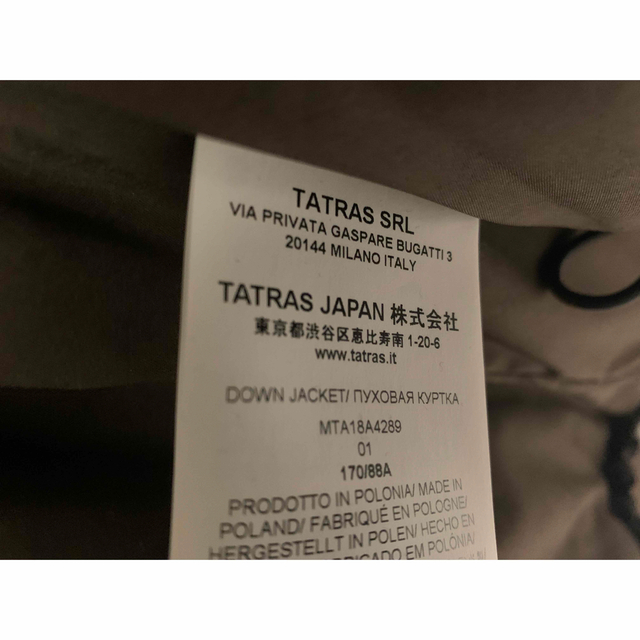 TATRAS SRL
VIA PRIVATA GASPARE BUGATTI 3
20144 MILANO ITALY
TATRAS JAPAN 株式会社
東京都渋谷区恵比寿南 1-20-6
www.tatras.it
DOWN JACKET/ ПУХОВАЯ КУРТКА
MTA18A4289
01
170/88A
PRODOTTO IN POLONIA/ MADE IN
POLAND/ FABRIQUÉ EN POLOGNE/
HERGESTELLT IN POLEN/ HECHO EN
EM POLÓNIA/